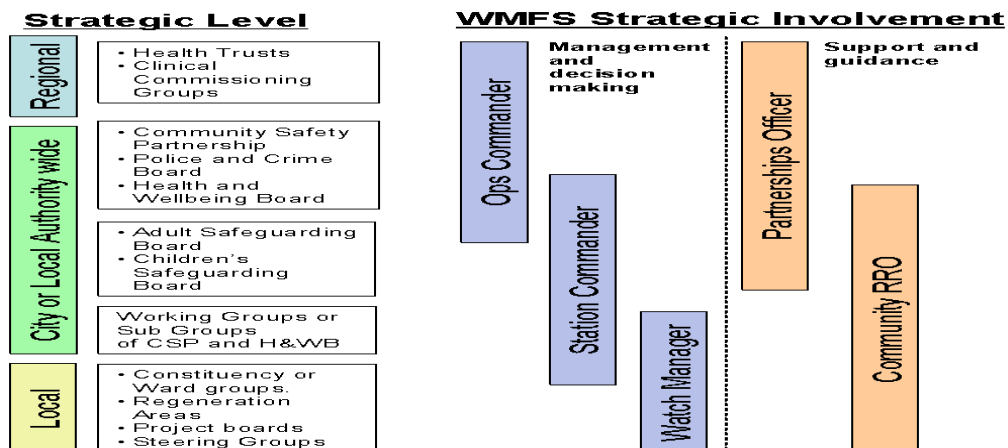 Strategic Level
Regional
• Health Trusts
• Clinical
Commissioning
Groups
City or Local Authority wide
• Community Safety
Partnership
• Police and Crime
Board
• Health and
Wellbeing Board
• Adult Safeguarding
Board
• Children's
Safeguarding
Board
Working Groups or
Sub Groups
of CSP and H&WB
Local
• Constituency or
Ward groups.
• Regeneration
Areas
• Project boards
• Steering Groups
WMFS Strategic Involvement
Management
and
decision
making
Support and
guidance
Ops Commander
Station Commander
Watch Manager
Partnerships Officer
Community RRO